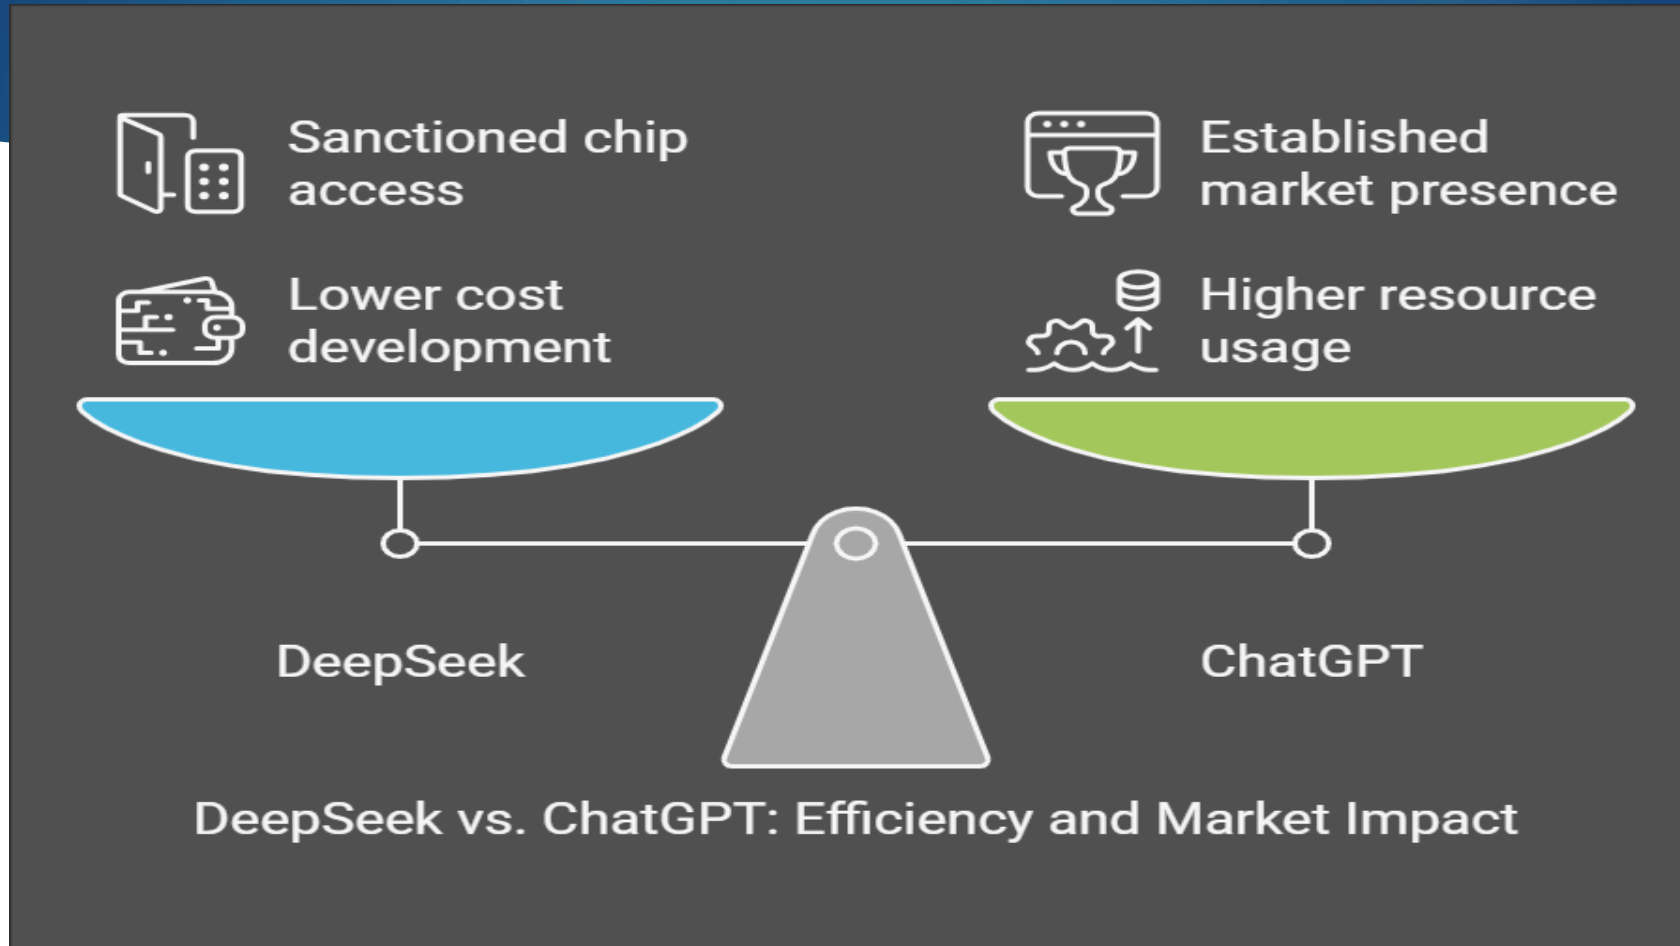 Sanctioned chip
access
Lower cost
development
Established
market presence
Higher resource
usage
DeepSeek
ChatGPT
DeepSeek vs. ChatGPT: Efficiency and Market Impact